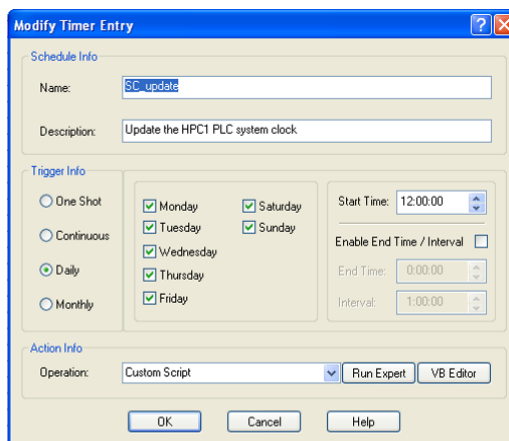 Modify Timer Entry
Schedule Info
Name: SC_update
Description: Update the HPC1 PLC system clock
Trigger Info
One Shot
Continuous
Daily
Monthly
Monday
Tuesday
Wednesday
Thursday
Friday
Saturday
Sunday
Start Time: 12:00:00
Enable End Time / Interval
End Time: 0:00:00
Interval: 1:00:00
Action Info
Operation: Custom Script Run Expert VB Editor
OK Cancel Help